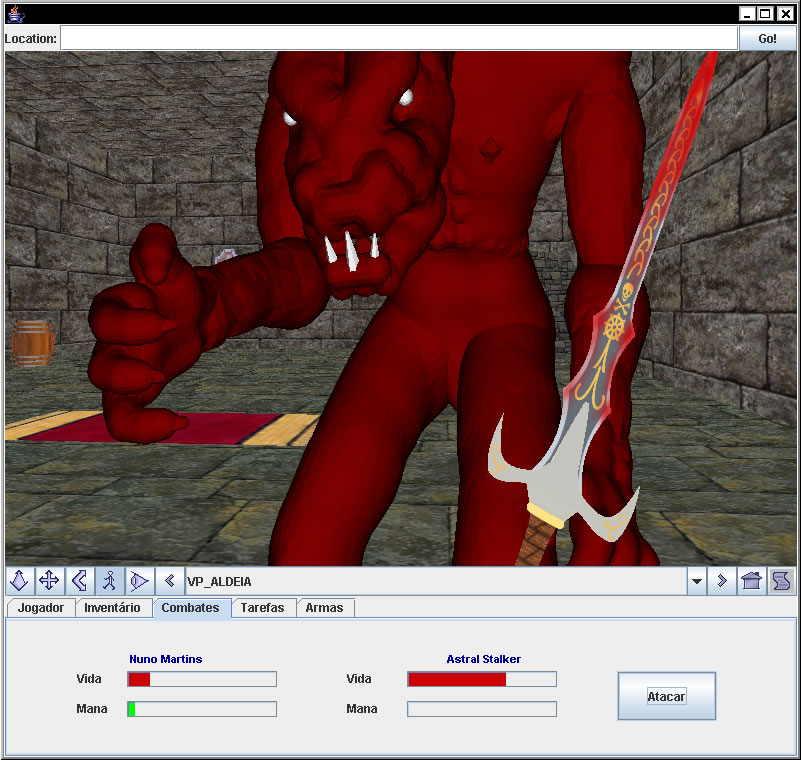 Location:
Go!
VP_ALDEIA
Jogador
Inventário
Combates
Tarefas
Armas
Nuno Martins
Astral Stalker
Vida
Vida
Atacar
Mana
Mana